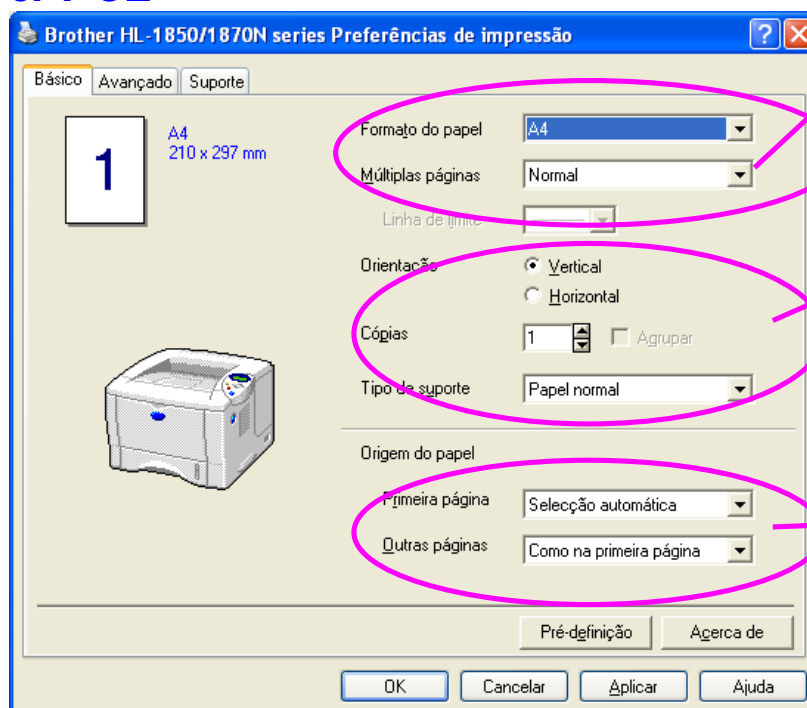 Brother HL-1850/1870N series Preferências de impressão
Básico Avançado Suporte
1
A4
210 x 297 mm
Formato do papel A4
Múltiplas páginas Normal
Linha de limite
Orientação Vertical
Horizontal
Cópias 1 Agrupar
Tipo de suporte Papel normal
Origem do papel
Primeira página Selecção automática
Outras páginas Como na primeira página
Pré-definição Acerca de
OK Cancelar Aplicar Ajuda